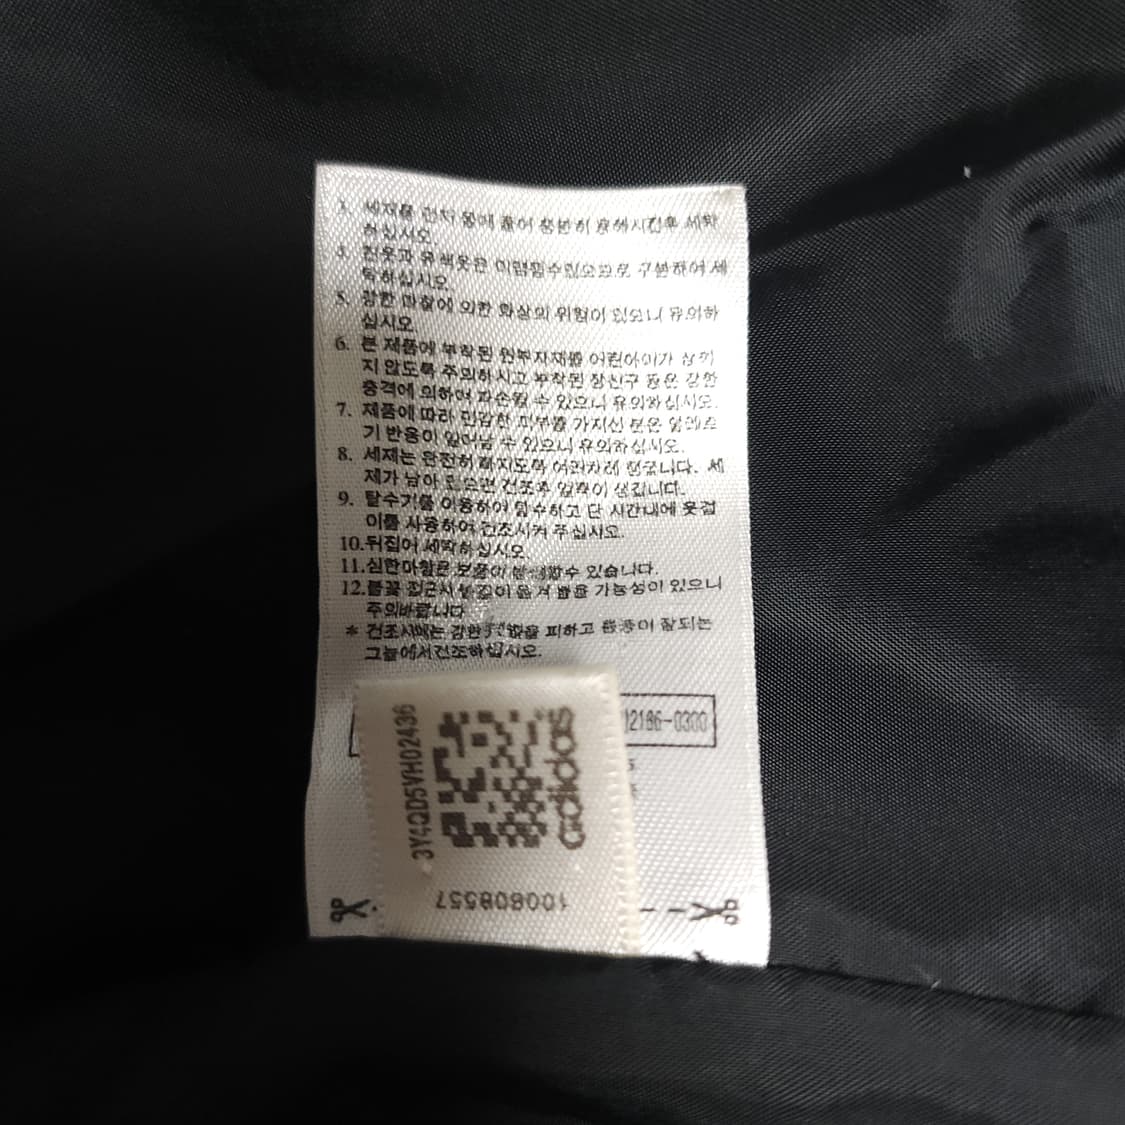 3. 세제를 먼저 물에 풀어 충분히 용해시킨후 세탁
하십시오.
4. 흰옷과 유색옷은 이염될수있으므로 구분하여 세
탁하십시오.
5. 강한 마찰에 의한 화상의 위험이 있으니 유의하
십시오.
6. 본 제품에 부착된 원부자재를 어린아이가 삼키
지 않도록 주의하시고 부착된 장신구 등은 강한
충격에 의하여 파손될 수 있으니 유의하십시오.
7. 제품에 따라 민감한 피부를 가지신 분은 알레르
기 반응이 일어날 수 있으니 유의하십시오.
8. 세제는 완전히 빠지도록 여러차례 헹굽니다. 세
제가 남아 있으면 건조후 얼룩이 생깁니다.
9. 탈수기를 이용하여 탈수하고 단 시간내에 옷걸
이를 사용하여 건조시켜 주십시오.
10.뒤집어 세탁하십시오.
11.심한마찰은 보풀이 발생할수 있습니다.
12.불꽃 접근시 불길이 옮겨 붙을 가능성이 있으니
주의바랍니다
* 건조시에는 강한 햇볕을 피하고 통풍이 잘되는
그늘에서건조하십시오.
12186-0300
3Y4QD5VH02436
adidas
100808557